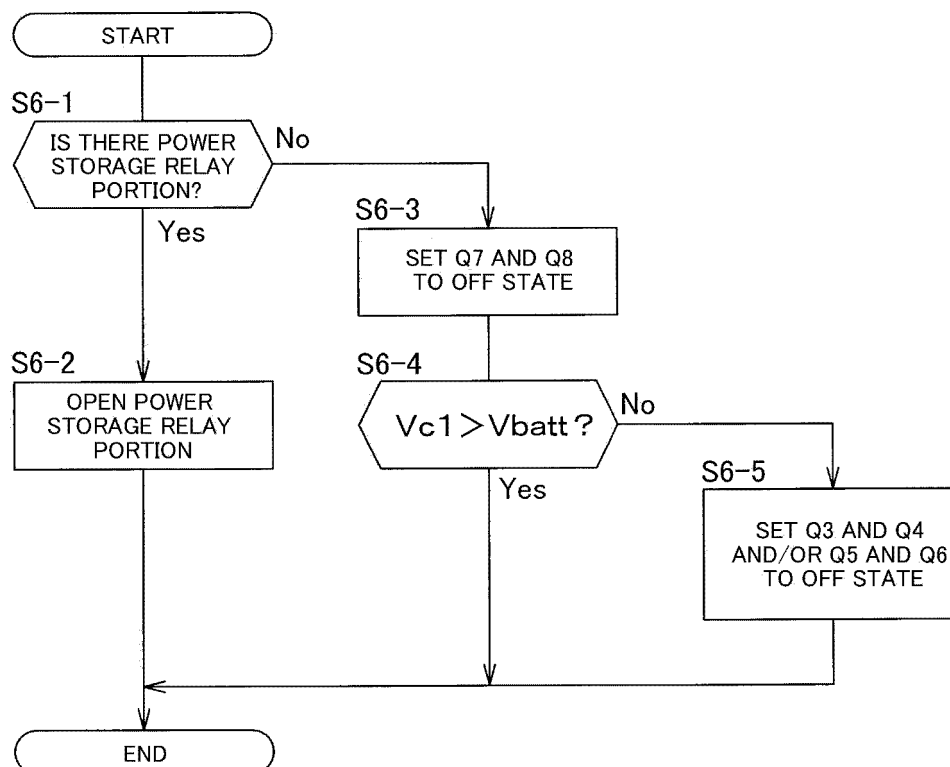 START
S6-1
IS THERE POWER
STORAGE RELAY
PORTION?
No
Yes
S6-3
SET Q7 AND Q8
TO OFF STATE
S6-2
OPEN POWER
STORAGE RELAY
PORTION
S6-4
Vc1>Vbatt?
No
Yes
S6-5
SET Q3 AND Q4
AND/OR Q5 AND Q6
TO OFF STATE
END